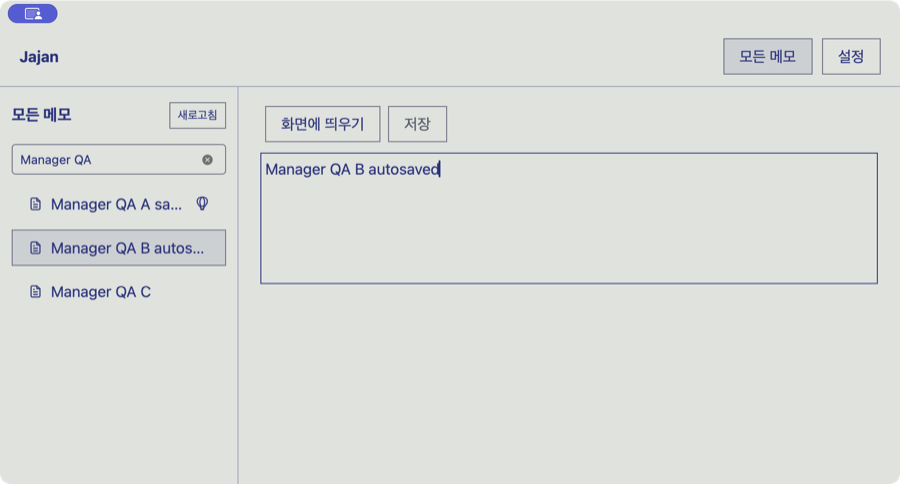 Jajan
모든 메모
설정
모든 메모
새로고침
Manager QA
Manager QA A sa...
Manager QA B autos...
Manager QA C
화면에 띄우기
저장
Manager QA B autosaved